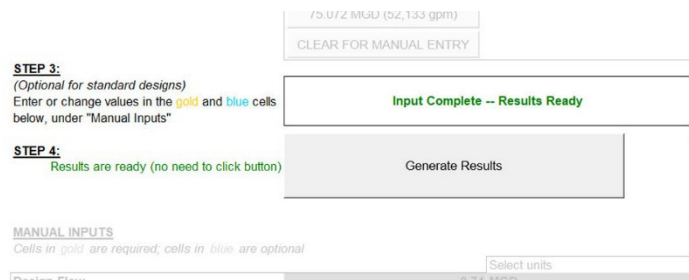 75.072 MGD (52,133 gpm)
CLEAR FOR MANUAL ENTRY
STEP 3:
(Optional for standard designs)
Enter or change values in the gold and blue cells
below, under "Manual Inputs"
Input Complete -- Results Ready
STEP 4:
Results are ready (no need to click button)
Generate Results
MANUAL INPUTS
Cells in gold are required; cells in blue are optional
Select units
Design Flow
MGD